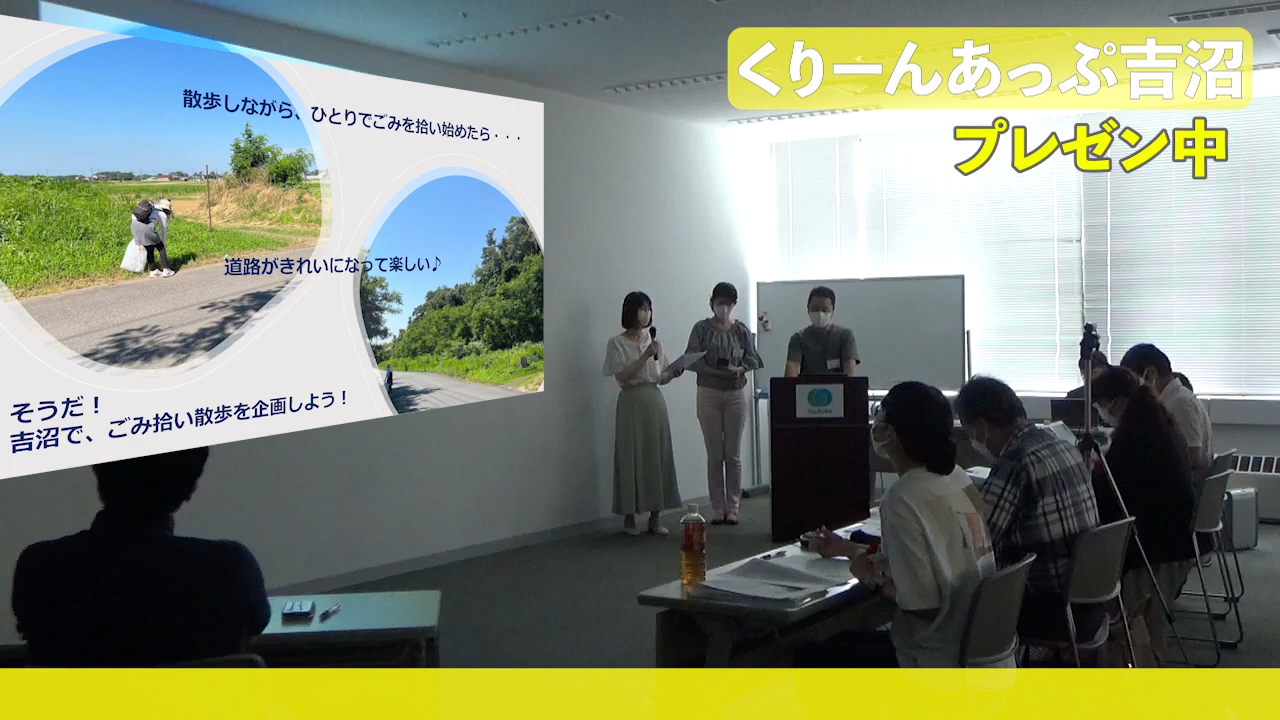 くりーんあっぷ吉沼
プレゼン中
散歩しながら、ひとりでごみを拾い始めたら・・・
道路がきれいになって楽しい♪
そうだ！
吉沼で、ごみ拾い散歩を企画しよう！